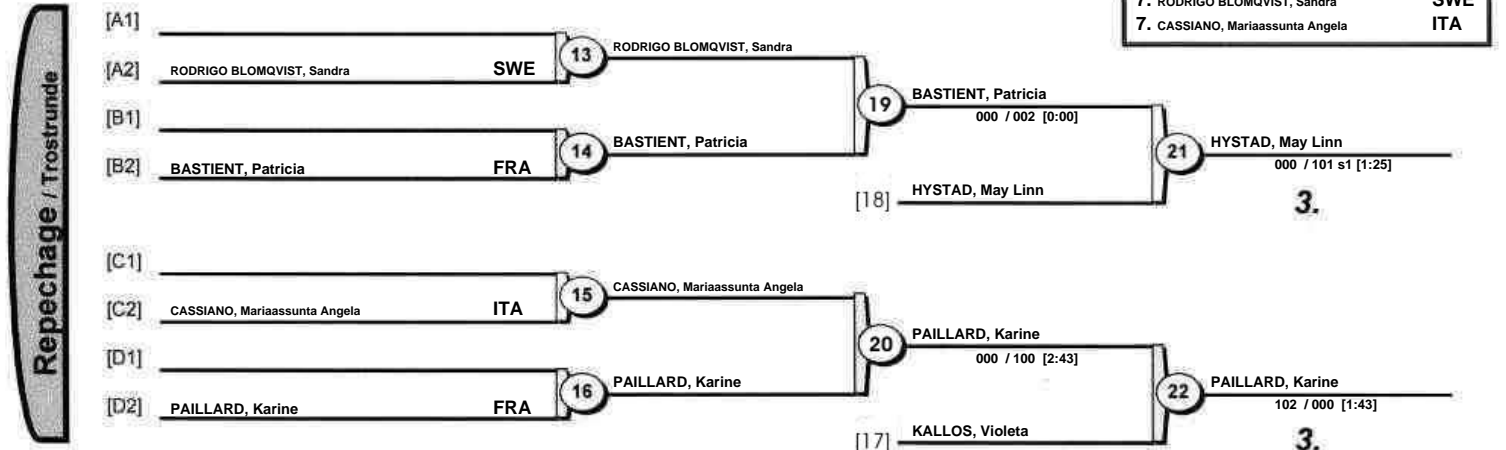 7. RODRIGO BLOMQVIST, Sandra SWE
7. CASSIANO, Mariaassunta Angela ITA
Repechage / Trostrunde
[A1]
[A2] RODRIGO BLOMQVIST, Sandra SWE
13 RODRIGO BLOMQVIST, Sandra
[B1]
[B2] BASTIENT, Patricia FRA
14 BASTIENT, Patricia
19 BASTIENT, Patricia
000 / 002 [0:00]
[18] HYSTAD, May Linn
21 HYSTAD, May Linn
000 / 101 s1 [1:25]
3.
[C1]
[C2] CASSIANO, Mariaassunta Angela ITA
15 CASSIANO, Mariaassunta Angela
[D1]
[D2] PAILLARD, Karine FRA
16 PAILLARD, Karine
20 PAILLARD, Karine
000 / 100 [2:43]
[17] KALLOS, Violeta
22 PAILLARD, Karine
102 / 000 [1:43]
3.